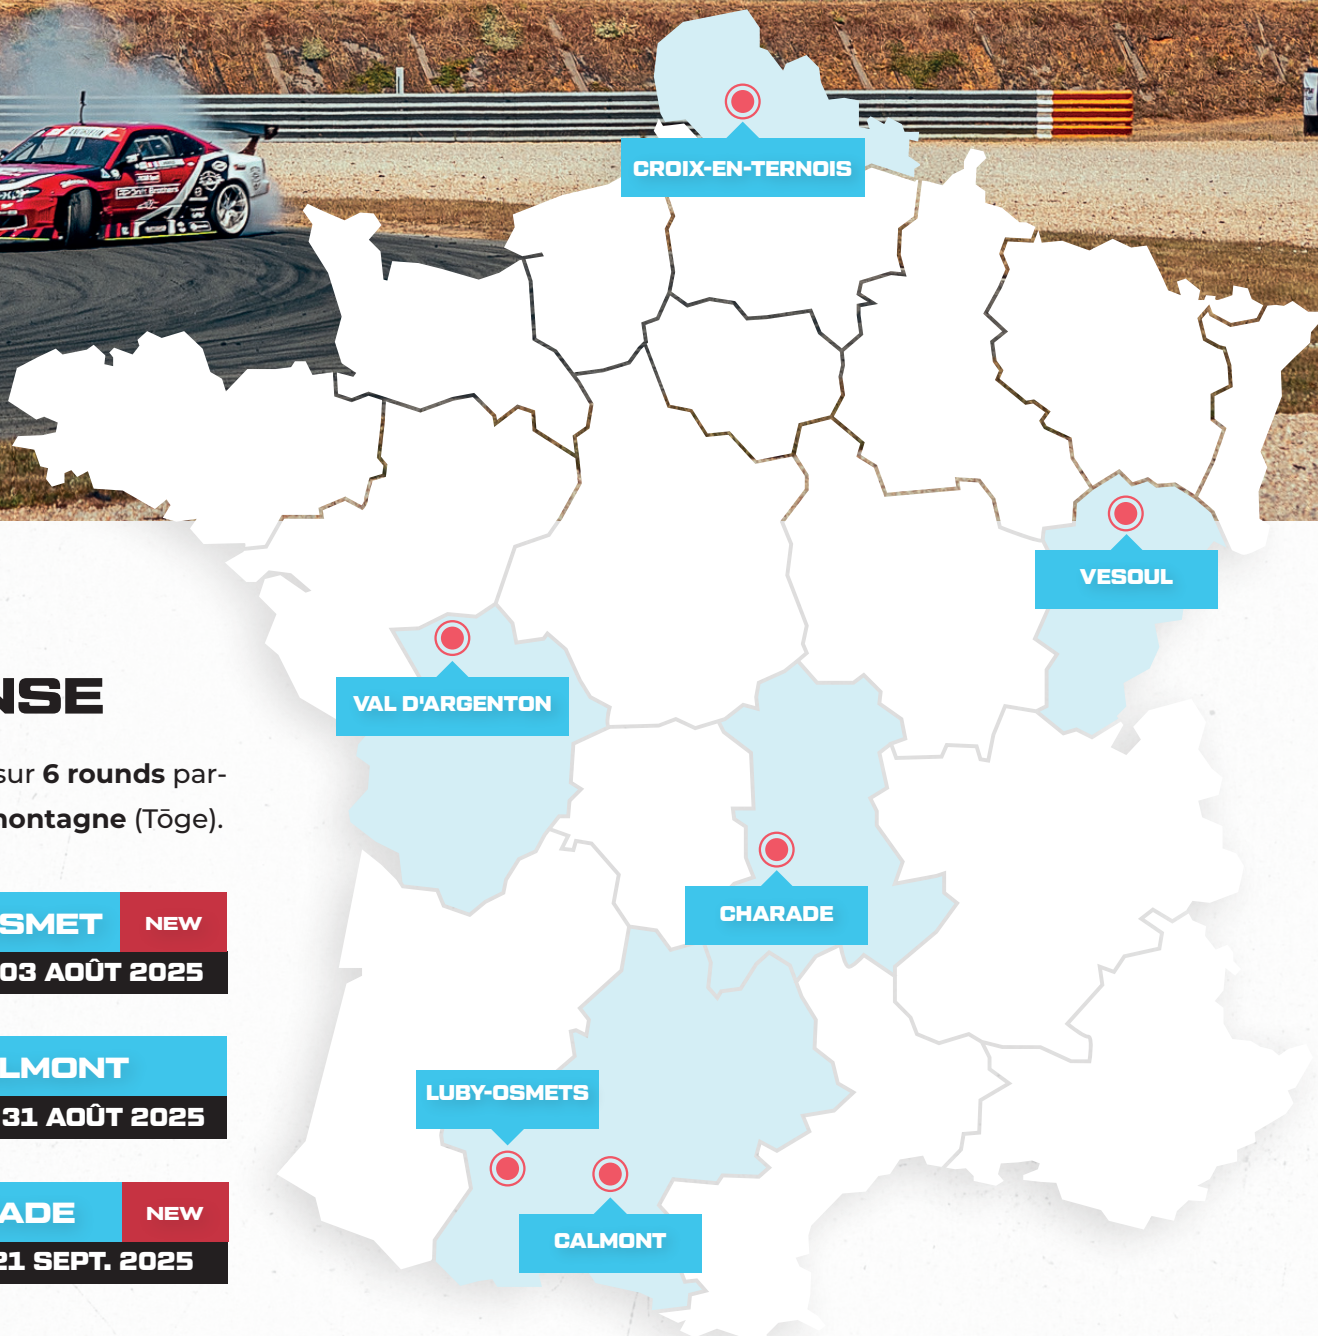 CROIX-EN-TERNOIS
VESOUL
VAL D'ARGENTON
NSE
sur 6 rounds par-
montagne (Tōge).
SMET NEW
03 AOÛT 2025
CHARADE
LMONT
31 AOÛT 2025
LUBY-OSMETS
ADE NEW
21 SEPT. 2025
CALMONT